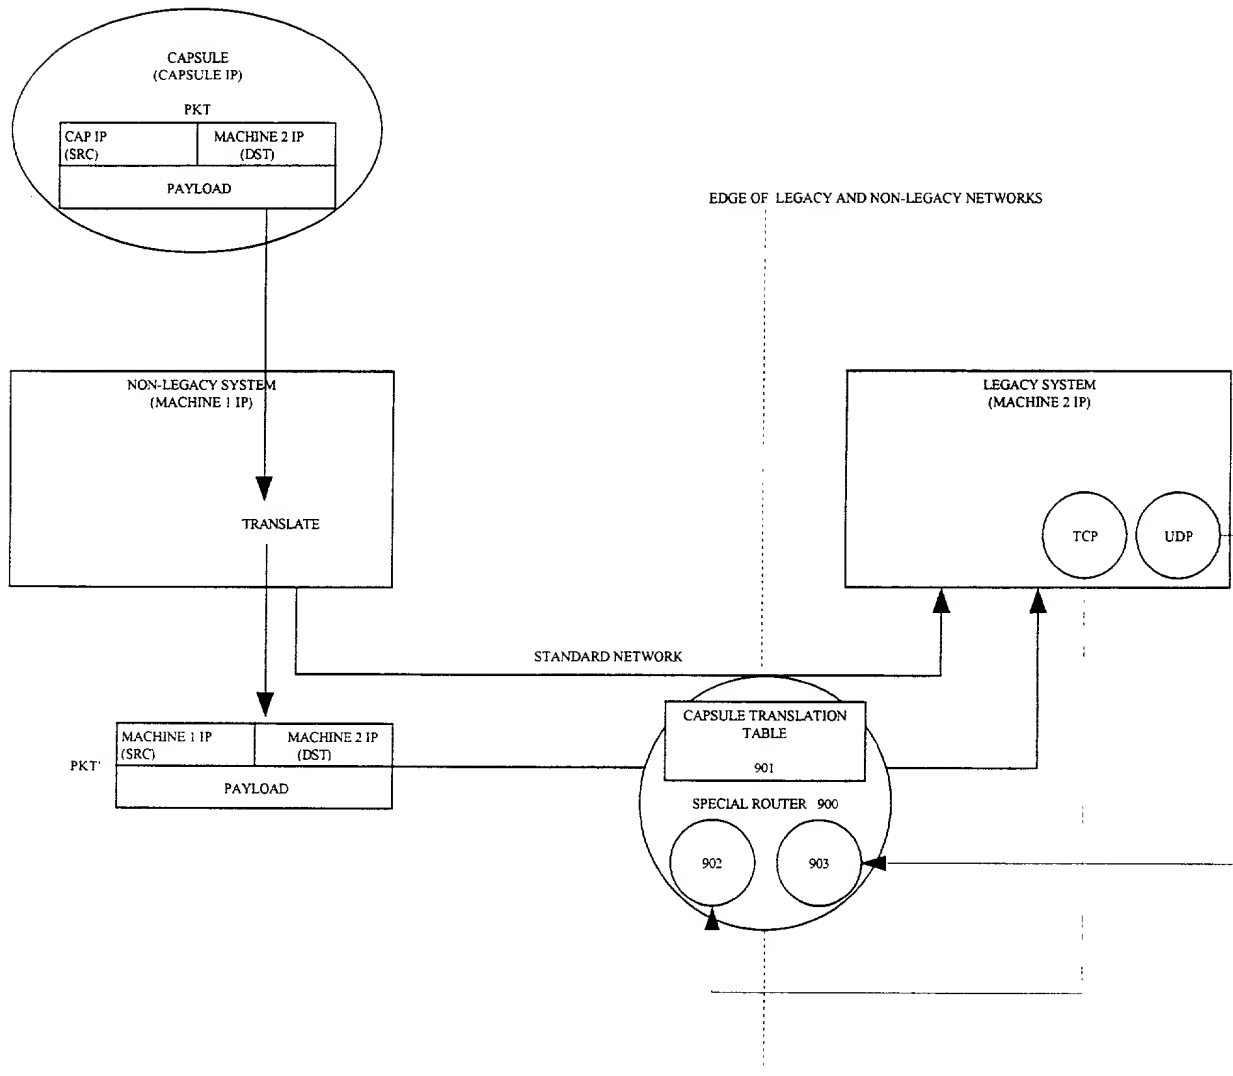 CAPSULE
(CAPSULE IP)
PKT
CAP IP
(SRC)
MACHINE 2 IP
(DST)
PAYLOAD
EDGE OF LEGACY AND NON-LEGACY NETWORKS
NON-LEGACY SYSTEM
(MACHINE 1 IP)
TRANSLATE
LEGACY SYSTEM
(MACHINE 2 IP)
TCP
UDP
STANDARD NETWORK
MACHINE 1 IP
(SRC)
MACHINE 2 IP
(DST)
PKT'
PAYLOAD
CAPSULE TRANSLATION
TABLE
901
SPECIAL ROUTER 900
902
903